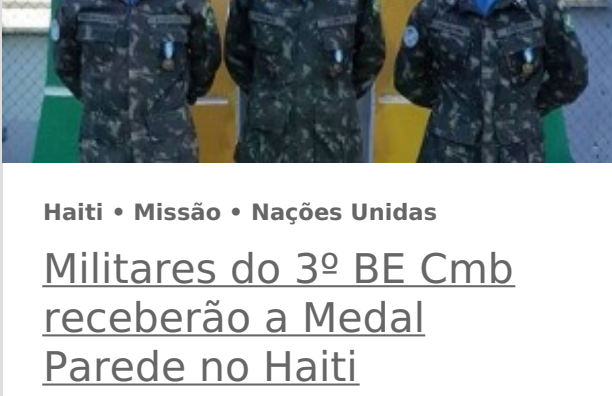 Haiti • Missão • Nações Unidas
Militares do 3º BE Cmb
receberão a Medal
Parede no Haiti